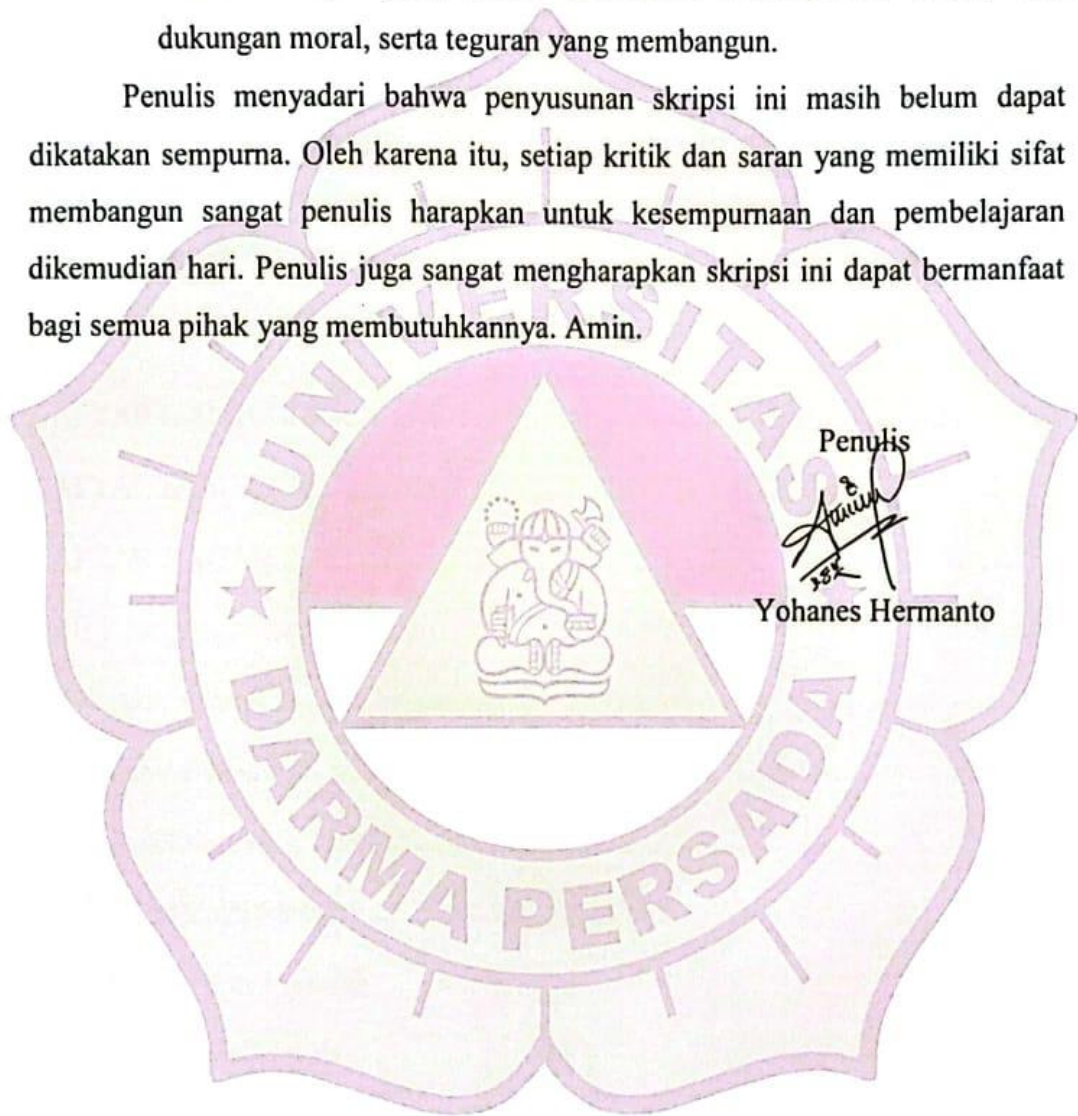 dukungan moral, serta teguran yang membangun.
Penulis menyadari bahwa penyusunan skripsi ini masih belum dapat
dikatakan sempurna. Oleh karena itu, setiap kritik dan saran yang memiliki sifat
membangun sangat penulis harapkan untuk kesempurnaan dan pembelajaran
dikemudian hari. Penulis juga sangat mengharapkan skripsi ini dapat bermanfaat
bagi semua pihak yang membutuhkannya. Amin.
UNIVERSITAS
Penulis
Yohanes Hermanto
DARMA PERSADA